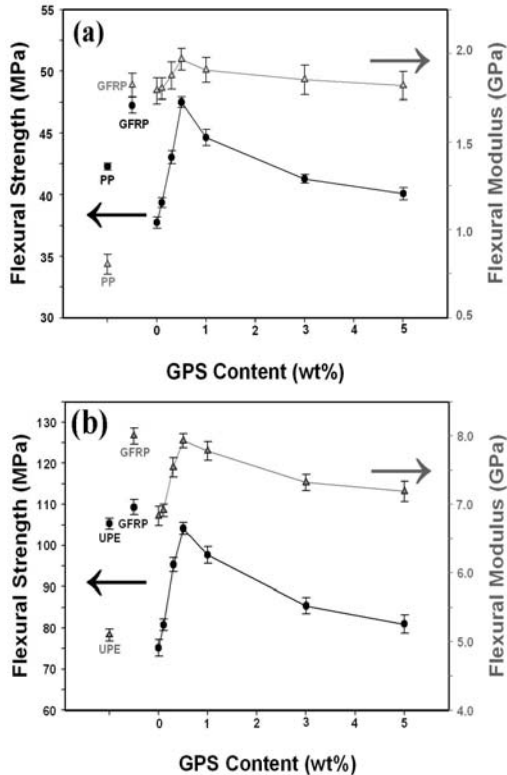 (a)
Flexural Strength (MPa)
55
50
45
40
35
30
GFRP
GFRP
PP
PP
2.0
1.5
1.0
0.5
Flexural Modulus (GPa)
0 1 2 3 4 5
GPS Content (wt%)
(b)
Flexural Strength (MPa)
130
120
110
100
90
80
70
60
GFRP
GFRP
UPE
UPE
8.0
7.0
6.0
5.0
4.0
Flexural Modulus (GPa)
0 1 2 3 4 5
GPS Content (wt%)